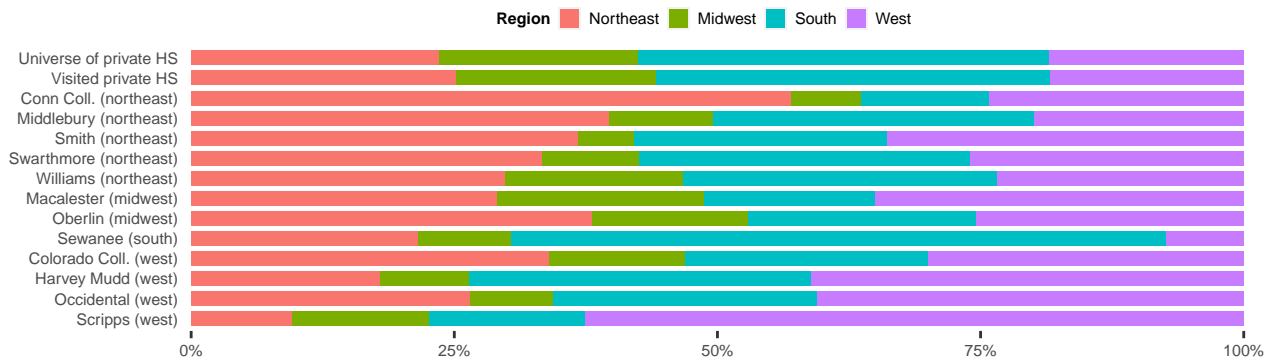 Region Northeast Midwest South West
Universe of private HS
Visited private HS
Conn Coll. (northeast)
Middlebury (northeast)
Smith (northeast)
Swarthmore (northeast)
Williams (northeast)
Macalester (midwest)
Oberlin (midwest)
Sewanee (south)
Colorado Coll. (west)
Harvey Mudd (west)
Occidental (west)
Scripps (west)
0% 25% 50% 75% 100%